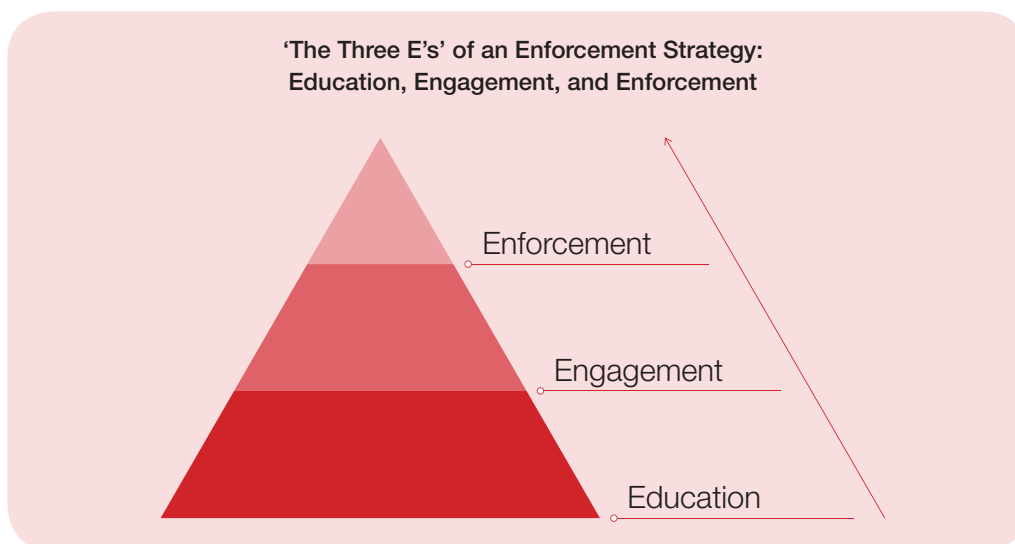 ‘The Three E’s’ of an Enforcement Strategy:
Education, Engagement, and Enforcement
Enforcement
Engagement
Education